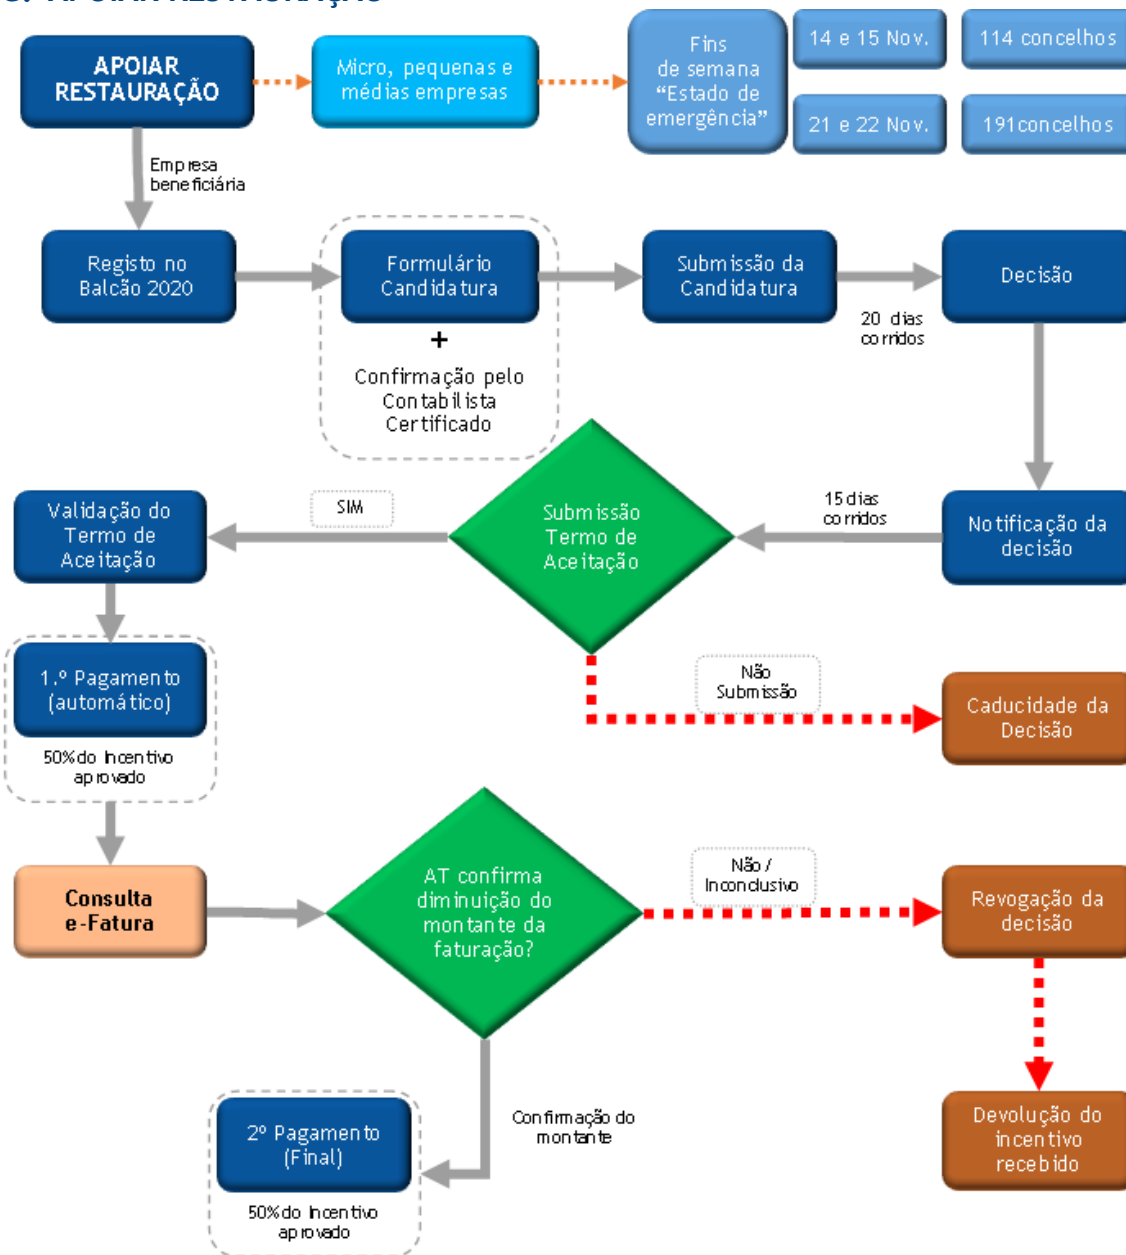 APOIAR RESTAURAÇÃO
APOIAR
RESTAURAÇÃO
Micro, pequenas e
médias empresas
Fins
de semana
“Estado de
emergência”
14 e 15 Nov.
114 concelhos
21 e 22 Nov.
191concelhos
Empresa
beneficiária
Registo no
Balcão 2020
Formulário
Candidatura
+
Confirmação pelo
Contabilista
Certificado
Submissão da
Candidatura
20 dias
corridos
Decisão
Notificação da
decisão
15 dias
corridos
Submissão
Termo de
Aceitação
SIM
Validação do
Termo de
Aceitação
1.º Pagamento
(automático)
50%do Incentivo
aprovado
Não
Submissão
Caducidade da
Decisão
Consulta
e-Fatura
AT confirma
diminuição do
montante da
faturação?
Não /
Inconclusivo
Revogação da
decisão
Devolução do
incentivo
recebido
Confirmação do
montante
2º Pagamento
(Final)
50%do Incentivo
aprovado